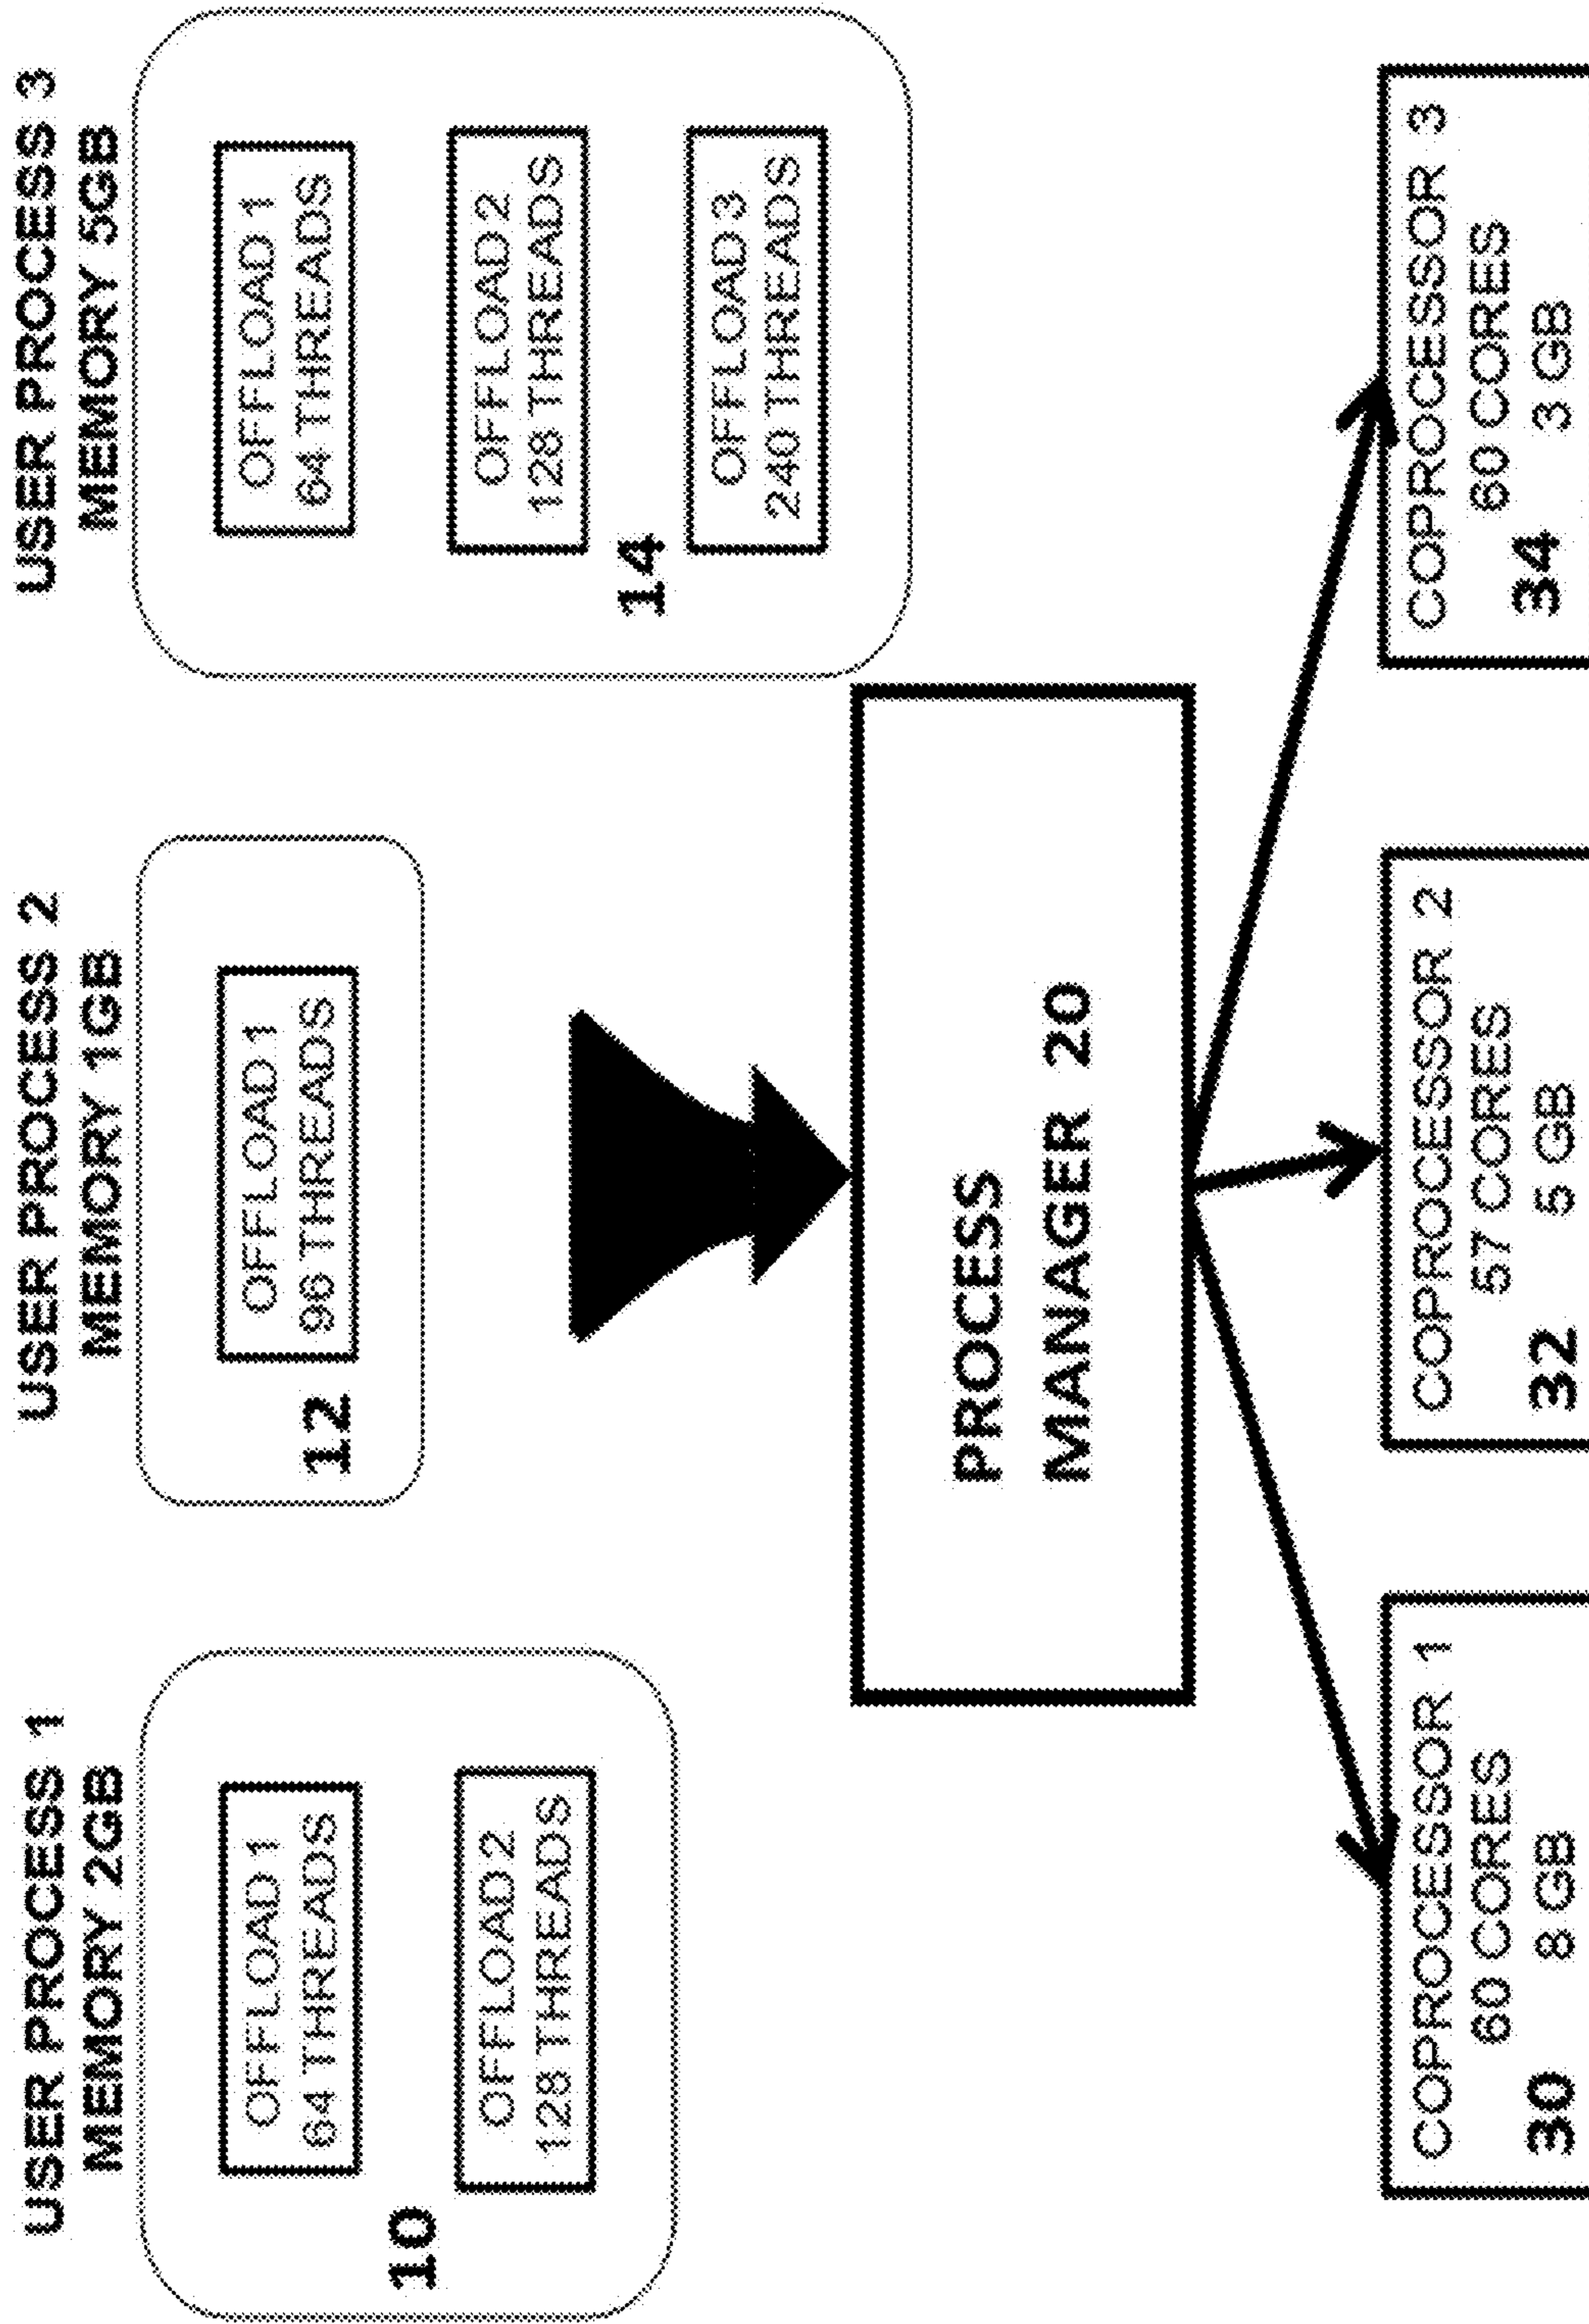 USER PROCESS 1
MEMORY 2GB
OFFLOAD 1
64 THREADS
OFFLOAD 2
128 THREADS
10
USER PROCESS 2
MEMORY 1GB
OFFLOAD 1
96 THREADS
12
USER PROCESS 3
MEMORY 5GB
OFFLOAD 1
64 THREADS
OFFLOAD 2
128 THREADS
14
OFFLOAD 3
240 THREADS
PROCESS
MANAGER 20
COPROCESSOR 1
60 CORES
30 8 GB
COPROCESSOR 2
57 CORES
32 5 GB
COPROCESSOR 3
60 CORES
34 3 GB